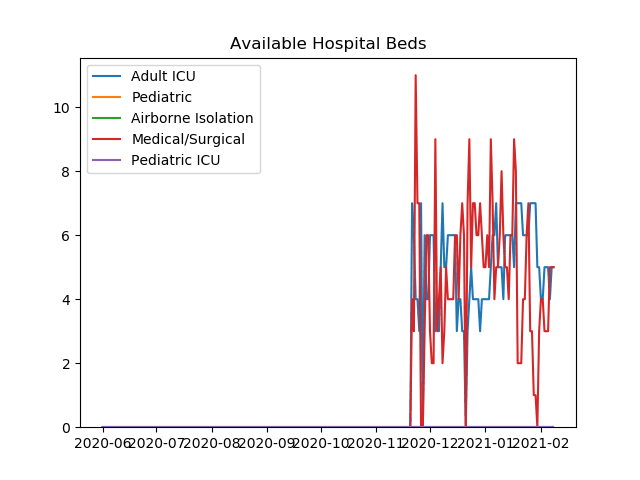 Available Hospital Beds
Adult ICU
Pediatric
Airborne Isolation
Medical/Surgical
Pediatric ICU
10
8
6
4
2
0
2020-06 2020-07 2020-08 2020-09 2020-10 2020-11 2020-12 2021-01 2021-02